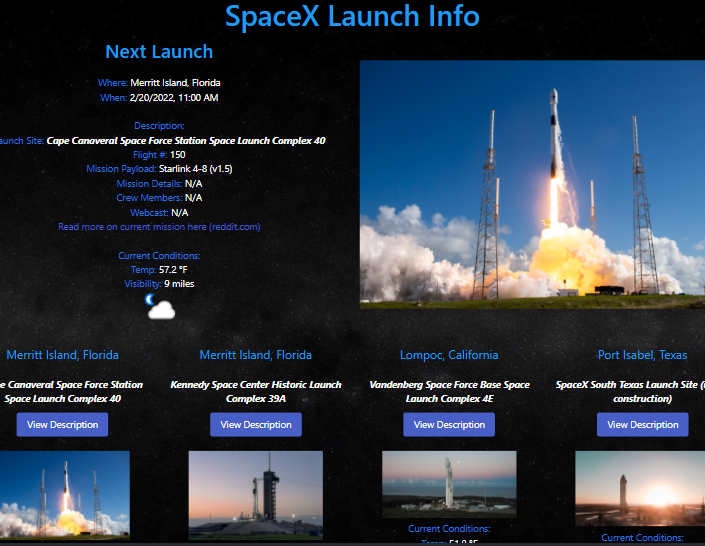 SpaceX Launch Info
Next Launch
Where: Merritt Island, Florida
When: 2/20/2022, 11:00 AM
Description:
aunch Site: Cape Canaveral Space Force Station Space Launch Complex 40
Flight #: 150
Mission Payload: Starlink 4-8 (v1.5)
Mission Details: N/A
Crew Members: N/A
Webcast: N/A
Read more on current mission here (reddit.com)
Current Conditions:
Temp: 57.2 °F
Visibility: 9 miles
Merritt Island, Florida
e Canaveral Space Force Station
Space Launch Complex 40
View Description
Merritt Island, Florida
Kennedy Space Center Historic Launch
Complex 39A
View Description
Lompoc, California
Vandenberg Space Force Base Space
Launch Complex 4E
View Description
Current Conditions:
Port Isabel, Texas
SpaceX South Texas Launch Site (
construction)
View Description
Current Conditions: